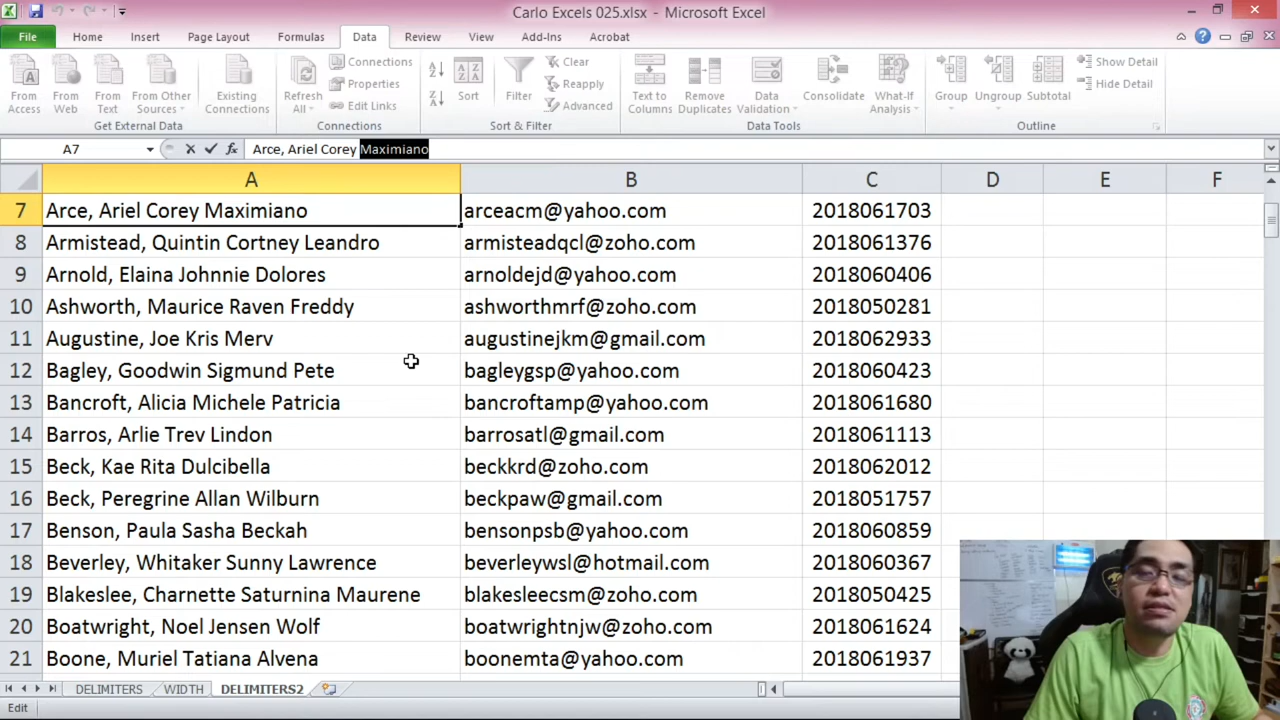 Carlo Excels 025.xlsx - Microsoft Excel
File Home Insert Page Layout Formulas Data Review View Add-Ins Acrobat
From Access
From Web
From Text
From Other Sources
Existing Connections
Get External Data
Refresh All
Connections
Properties
Edit Links
Connections
Sort
Filter
Clear
Reapply
Advanced
Sort & Filter
Text to Columns
Remove Duplicates
Data Validation
Consolidate
What-If Analysis
Data Tools
Group
Ungroup
Subtotal
Show Detail
Hide Detail
Outline
A7 fx Arce, Ariel Corey Maximiano
A B C D E F
7 Arce, Ariel Corey Maximiano arceacm@yahoo.com 2018061703
8 Armistead, Quintin Cortney Leandro armisteadqcl@zoho.com 2018061376
9 Arnold, Elaina Johnnie Dolores arnoldejd@yahoo.com 2018060406
10 Ashworth, Maurice Raven Freddy ashworthmrf@zoho.com 2018050281
11 Augustine, Joe Kris Merv augustinejkm@gmail.com 2018062933
12 Bagley, Goodwin Sigmund Pete bagleygsp@yahoo.com 2018060423
13 Bancroft, Alicia Michele Patricia bancroftamp@yahoo.com 2018061680
14 Barros, Arlie Trev Lindon barrosatl@gmail.com 2018061113
15 Beck, Kae Rita Dulcibella beckkrd@zoho.com 2018062012
16 Beck, Peregrine Allan Wilburn beckpaw@gmail.com 2018051757
17 Benson, Paula Sasha Beckah bensonpsb@yahoo.com 2018060859
18 Beverley, Whitaker Sunny Lawrence beverleywsl@hotmail.com 2018060367
19 Blakeslee, Charnette Saturnina Maurene blakesleecsm@zoho.com 2018050425
20 Boatwright, Noel Jensen Wolf boatwrightnjw@zoho.com 2018061624
21 Boone, Muriel Tatiana Alvena boonemta@yahoo.com 2018061937
DELIMITERS WIDTH DELIMITERS2
Edit